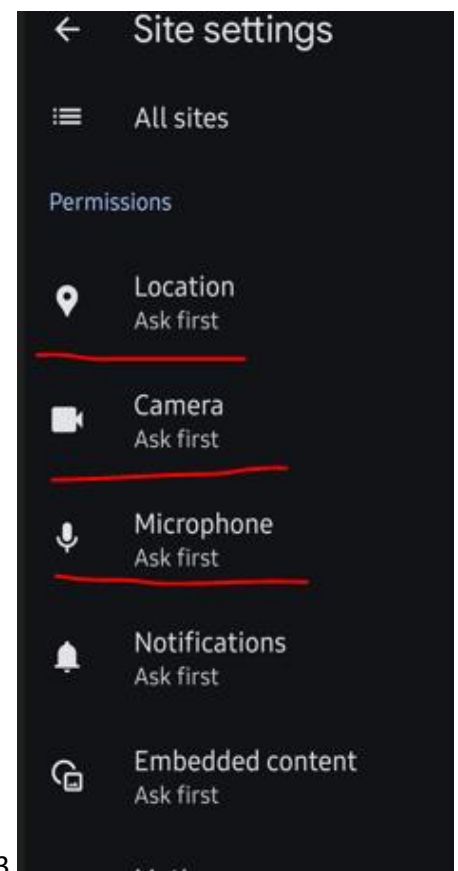 Site settings
All sites
Permissions
Location
Ask first
Camera
Ask first
Microphone
Ask first
Notifications
Ask first
Embedded content
Ask first
3